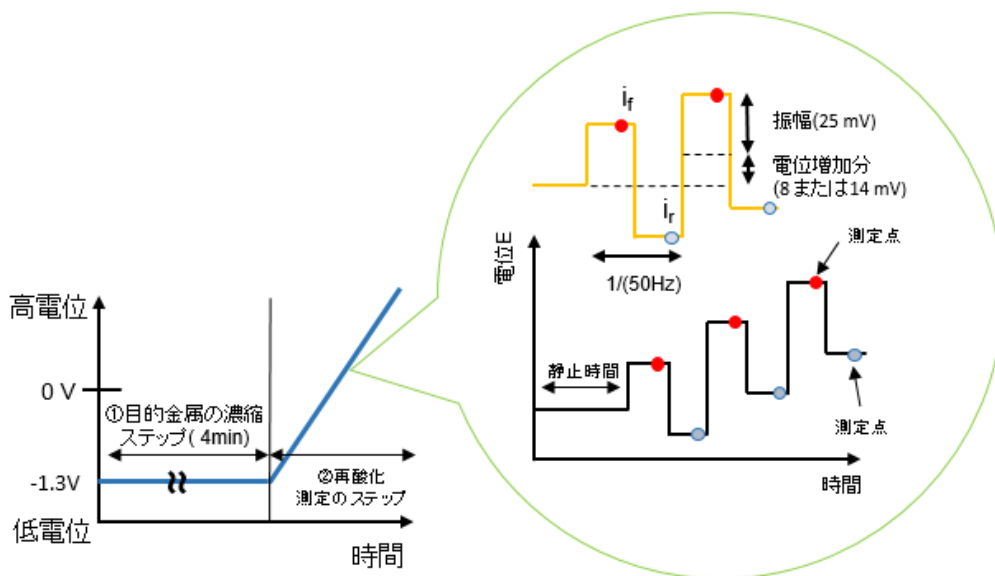 i_f
振幅(25 mV)
電位増加分
(8 または14 mV)
i_r
1/(50Hz)
電位E
測定点
静止時間
測定点
時間
高電位
0 V
①目的金属の濃縮
ステップ( 4min)
-1.3V
②再酸化
測定のステップ
低電位
時間